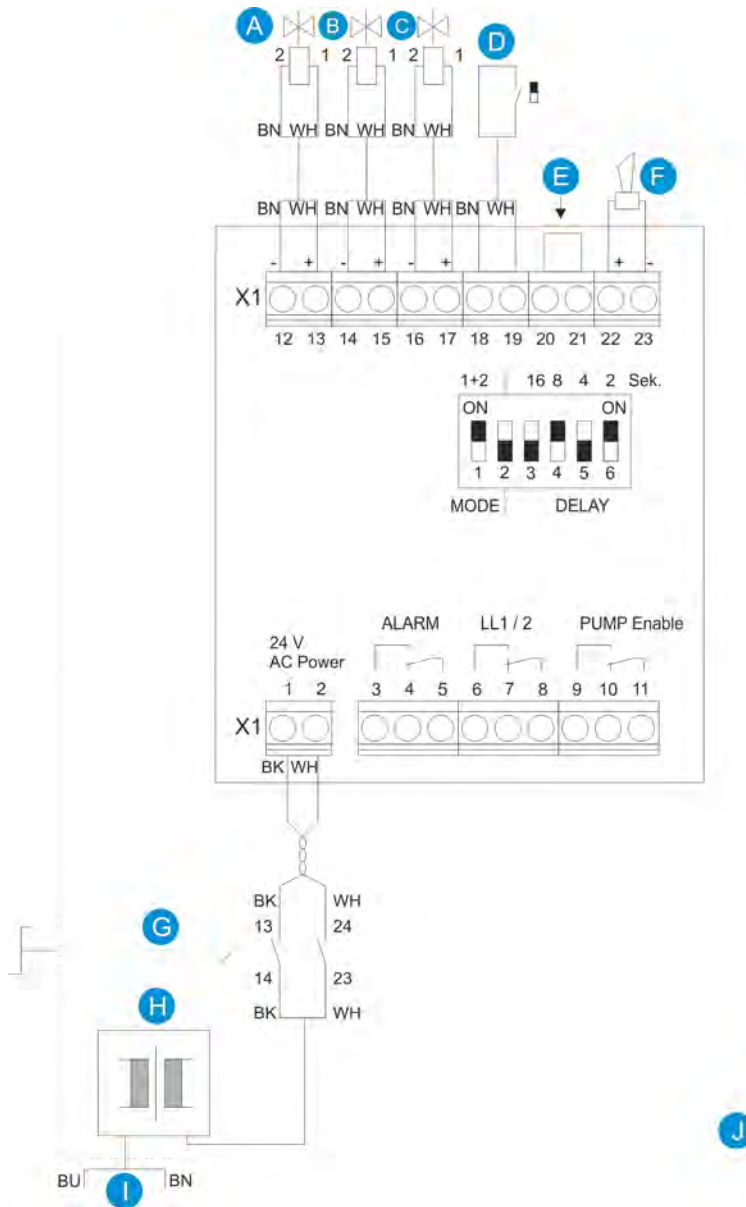 A B C D
2 1 2 1 2 1
BN WH BN WH BN WH
E F
BN WH BN WH BN WH BN WH
- + - + - + + -
X1
12 13 14 15 16 17 18 19 20 21 22 23
1+2 16 8 4 2 Sek.
ON ON
1 2 3 4 5 6
MODE DELAY
ALARM LL1 / 2 PUMP Enable
24 V
AC Power
1 2 3 4 5 6 7 8 9 10 11
X1
BK WH
BK WH
G 13 24
14 23
H
BK WH
J
BU I BN